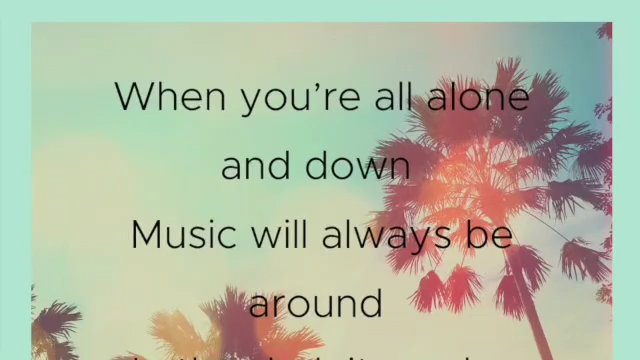 When you’re all alone
and down
Music will always be
around